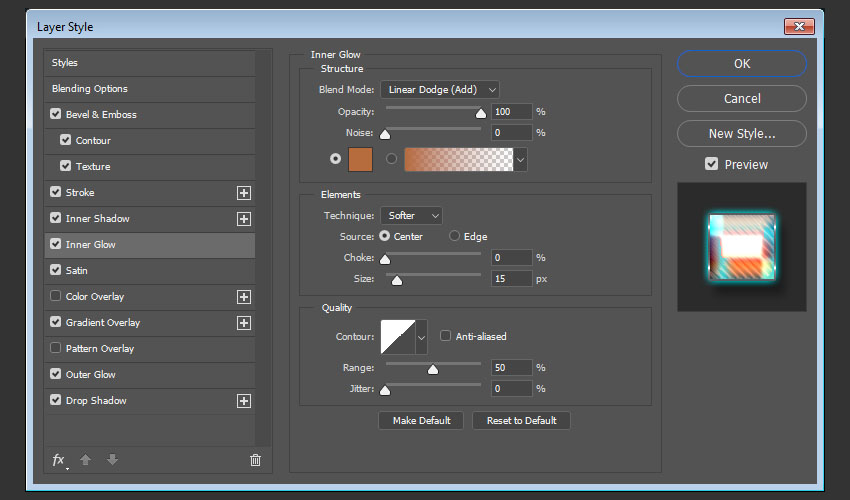 Layer Style
Styles
Blending Options
Bevel & Emboss
Contour
Texture
Stroke
Inner Shadow
Inner Glow
Satin
Color Overlay
Gradient Overlay
Pattern Overlay
Outer Glow
Drop Shadow
fx
Inner Glow
Structure
Blend Mode: Linear Dodge (Add)
Opacity: 100 %
Noise: 0 %
Elements
Technique: Softer
Source: Center Edge
Choke: 0 %
Size: 15 px
Quality
Contour: Anti-aliased
Range: 50 %
Jitter: 0 %
Make Default Reset to Default
OK
Cancel
New Style...
Preview